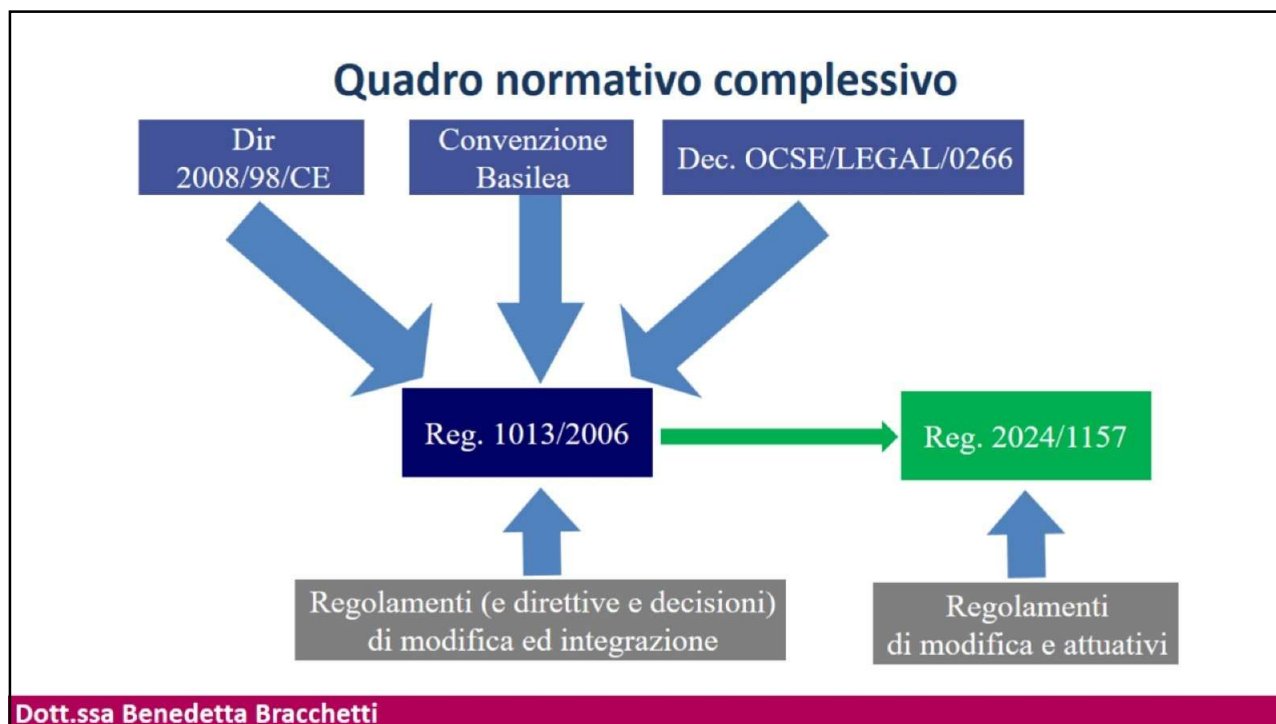 Quadro normativo complessivo
Dir
2008/98/CE
Convenzione
Basilea
Dec. OCSE/LEGAL/0266
Reg. 1013/2006
Reg. 2024/1157
Regolamenti (e direttive e decisioni)
di modifica ed integrazione
Regolamenti
di modifica e attuativi
Dott.ssa Benedetta Bracchetti